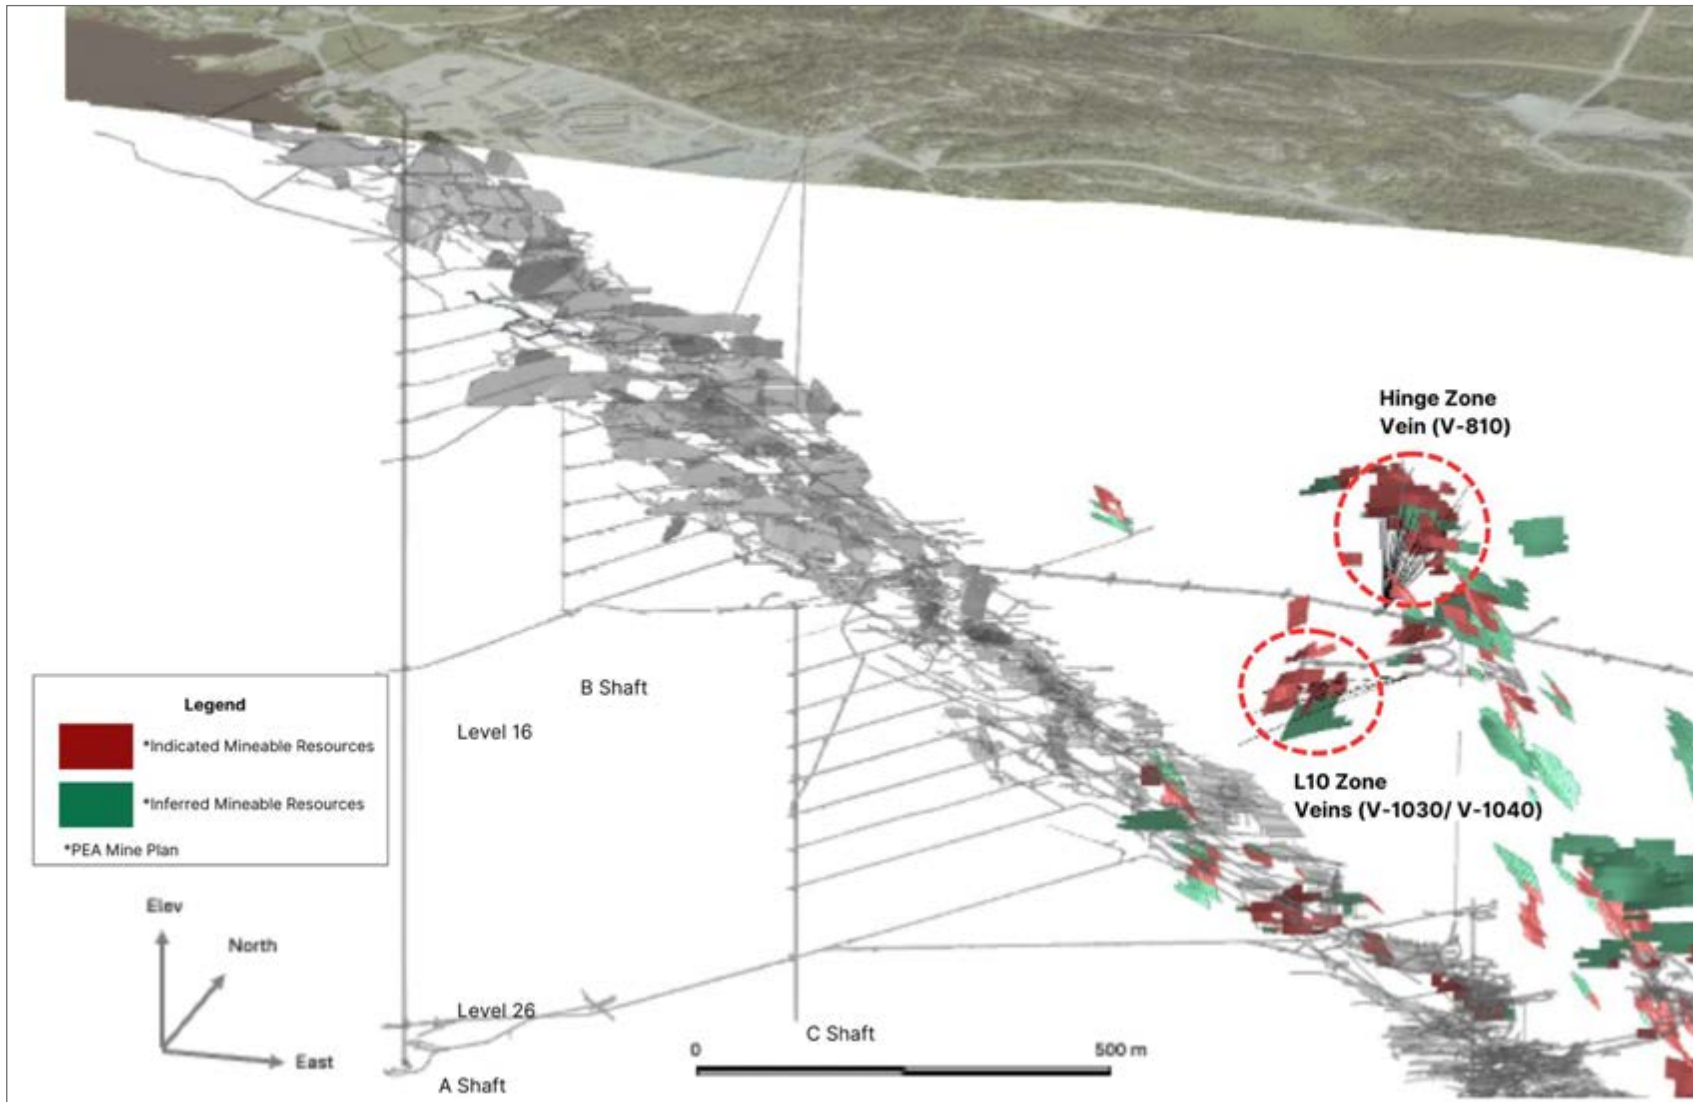 Hinge Zone
Vein (V-810)
B Shaft
Level 16
Legend
*Indicated Mineable Resources
*Inferred Mineable Resources
*PEA Mine Plan
L10 Zone
Veins (V-1030/ V-1040)
Elev
North
East
Level 26
C Shaft
A Shaft
0
500 m